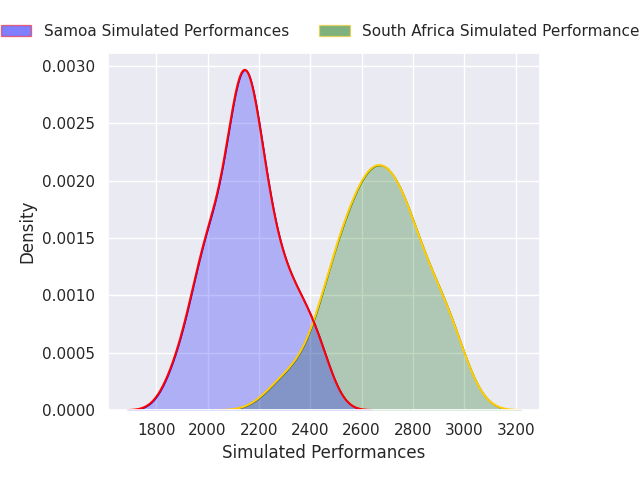 Samoa Simulated Performances South Africa Simulated Performance
0.0030
0.0025
0.0020
0.0015
0.0010
0.0005
0.0000
Density
1800 2000 2200 2400 2600 2800 3000 3200
Simulated Performances